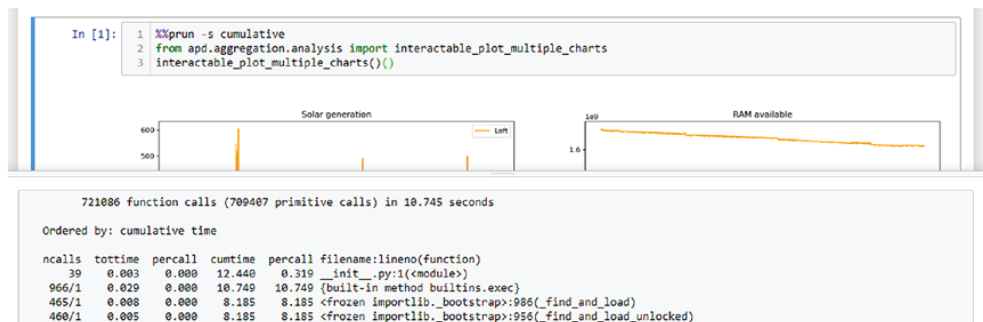 In [1]:
1 %%prun -s cumulative
2 from apd.aggregation.analysis import interactable_plot_multiple_charts
3 interactable_plot_multiple_charts()()
Solar generation
600
500
Loft
RAM available
1e9
1.6
721086 function calls (709407 primitive calls) in 10.745 seconds
Ordered by: cumulative time
ncalls tottime percall cumtime percall filename:lineno(function)
39 0.003 0.000 12.440 0.319 __init__.py:1(<module>)
966/1 0.029 0.000 10.749 10.749 {built-in method builtins.exec}
465/1 0.008 0.000 8.185 8.185 <frozen importlib._bootstrap>:986(_find_and_load)
460/1 0.005 0.000 8.185 8.185 <frozen importlib._bootstrap>:956(_find_and_load_unlocked)